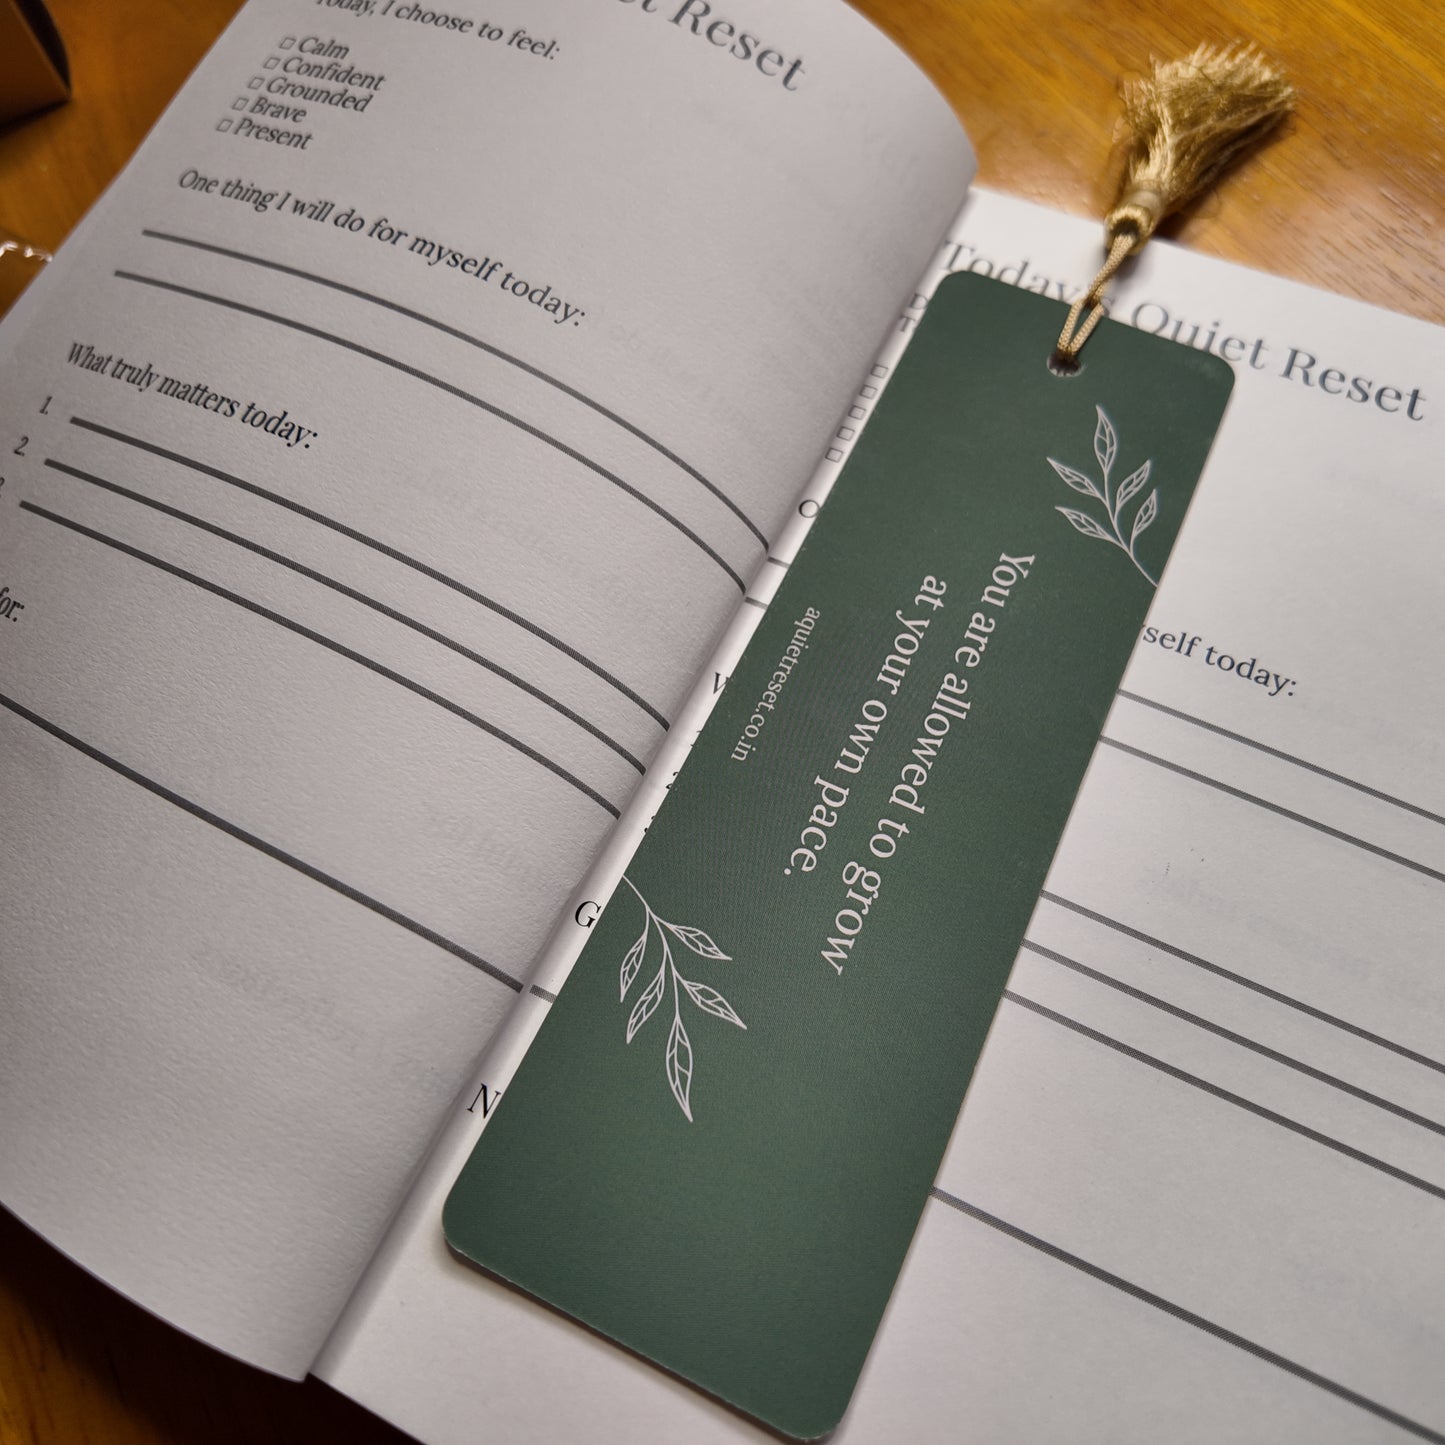 Reset
Today, I choose to feel:
□ Calm
□ Confident
□ Grounded
□ Brave
□ Present
One thing I will do for myself today:
What truly matters today:
1.
2.
for:
Today's Quiet Reset
self today:
You are allowed to grow
at your own pace.
aquietreset.co.in